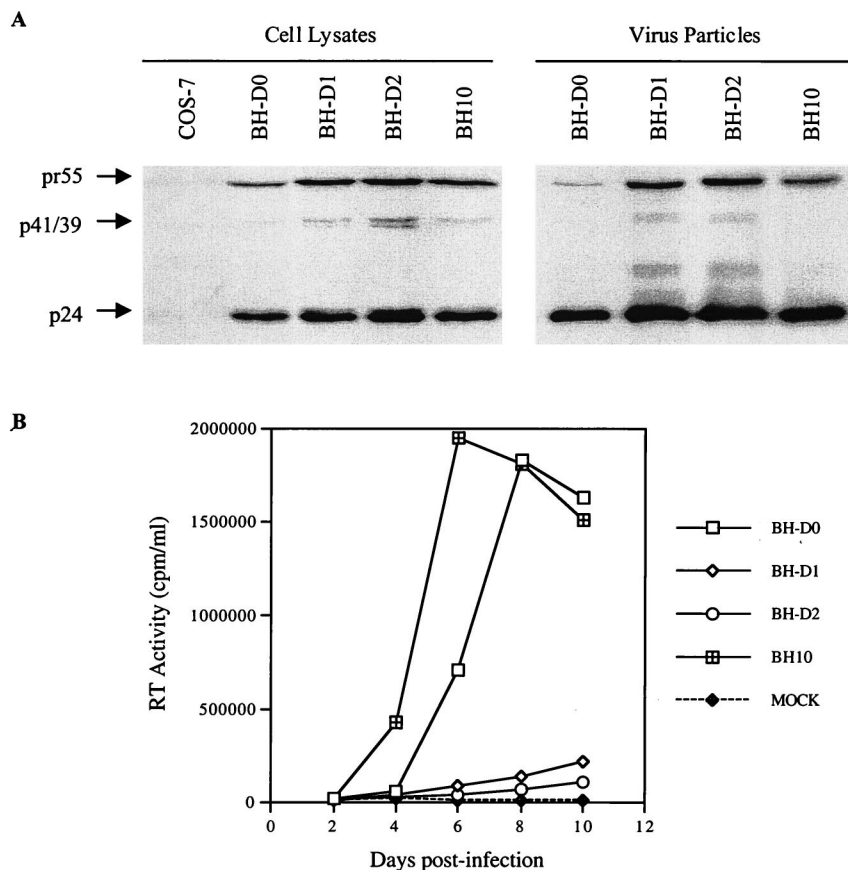 A
Cell Lysates
Virus Particles
COS-7
BH-D0
BH-D1
BH-D2
BH10
BH-D0
BH-D1
BH-D2
BH10
pr55
p41/39
p24
B
RT Activity (cpm/ml)
2000000
1500000
1000000
500000
0
0 2 4 6 8 10 12
Days post-infection
BH-D0
BH-D1
BH-D2
BH10
MOCK